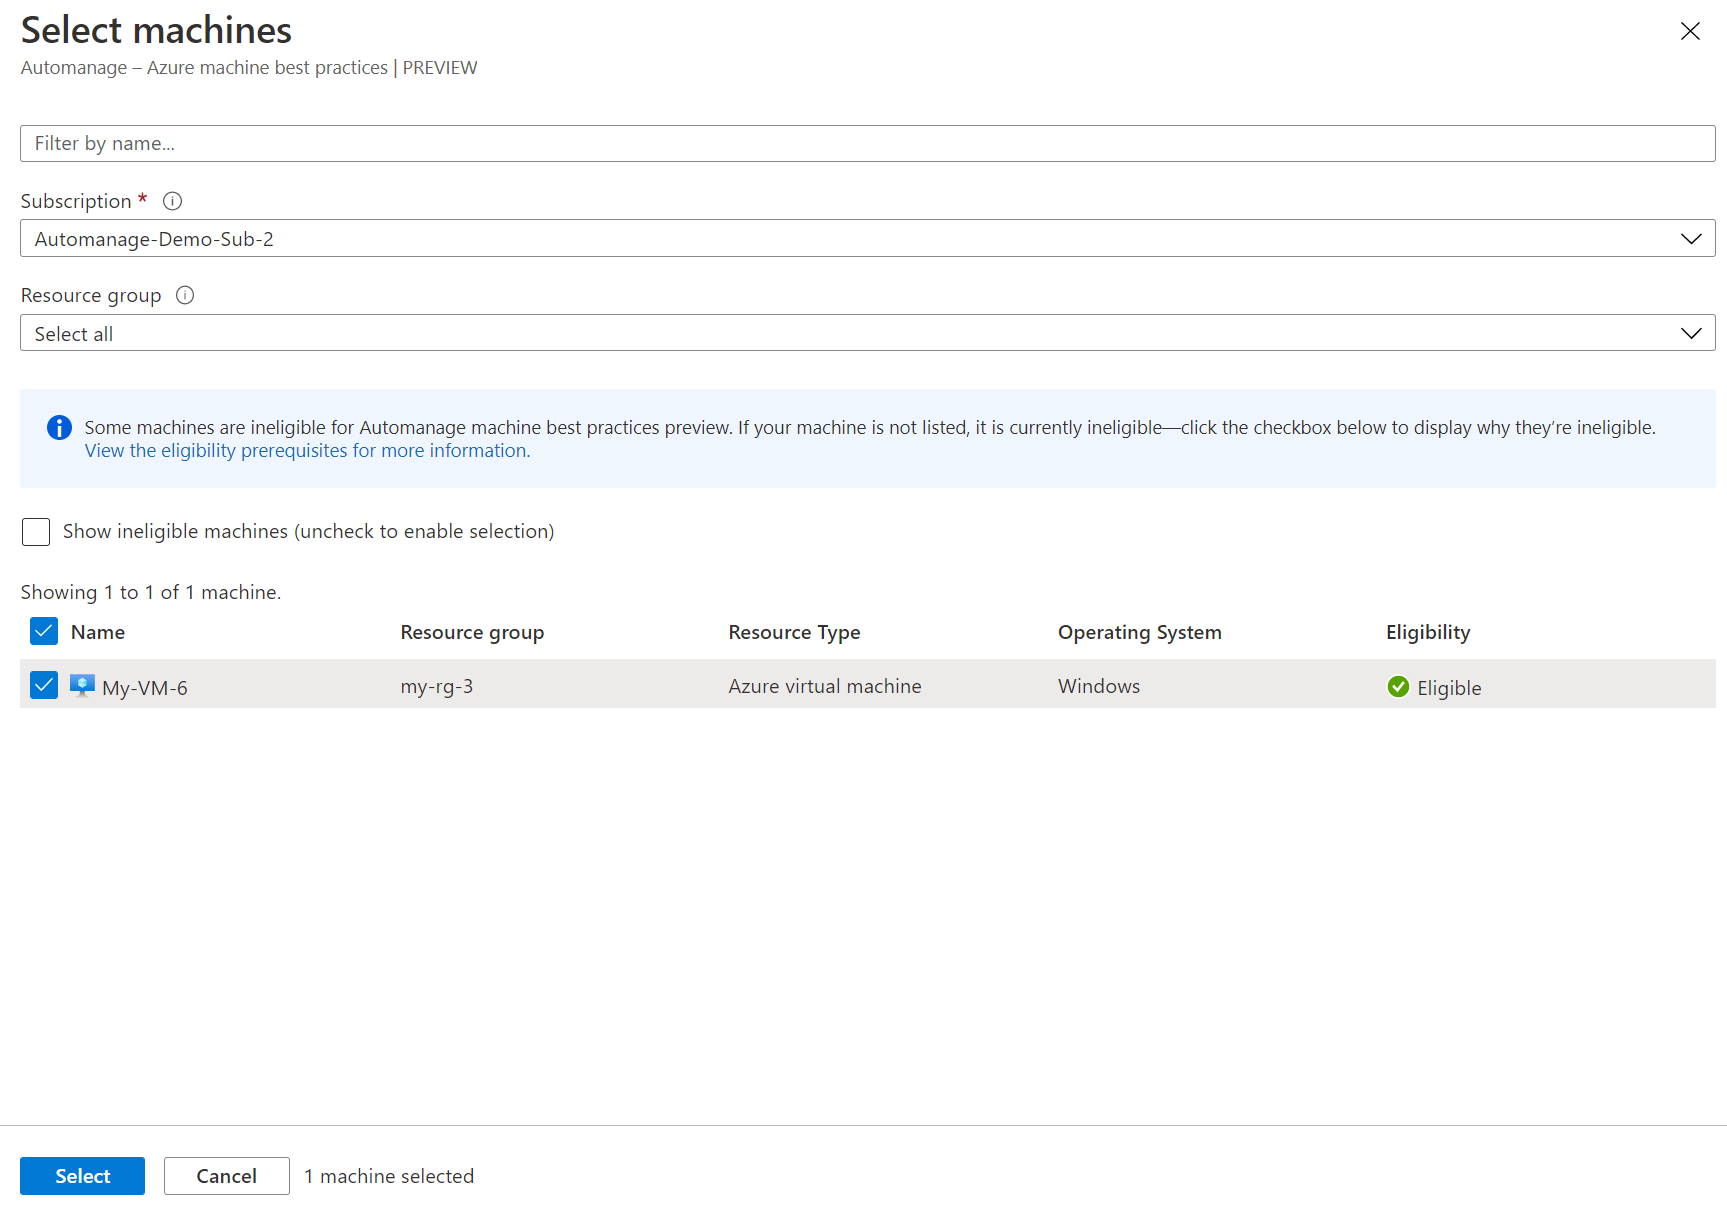 Select machines
Automanage – Azure machine best practices | PREVIEW
Filter by name...
Subscription *
Automanage-Demo-Sub-2
Resource group
Select all
Some machines are ineligible for Automanage machine best practices preview. If your machine is not listed, it is currently ineligible—click the checkbox below to display why they’re ineligible.
View the eligibility prerequisites for more information.
Show ineligible machines (uncheck to enable selection)
Showing 1 to 1 of 1 machine.
Name Resource group Resource Type Operating System Eligibility
My-VM-6 my-rg-3 Azure virtual machine Windows Eligible
Select Cancel 1 machine selected